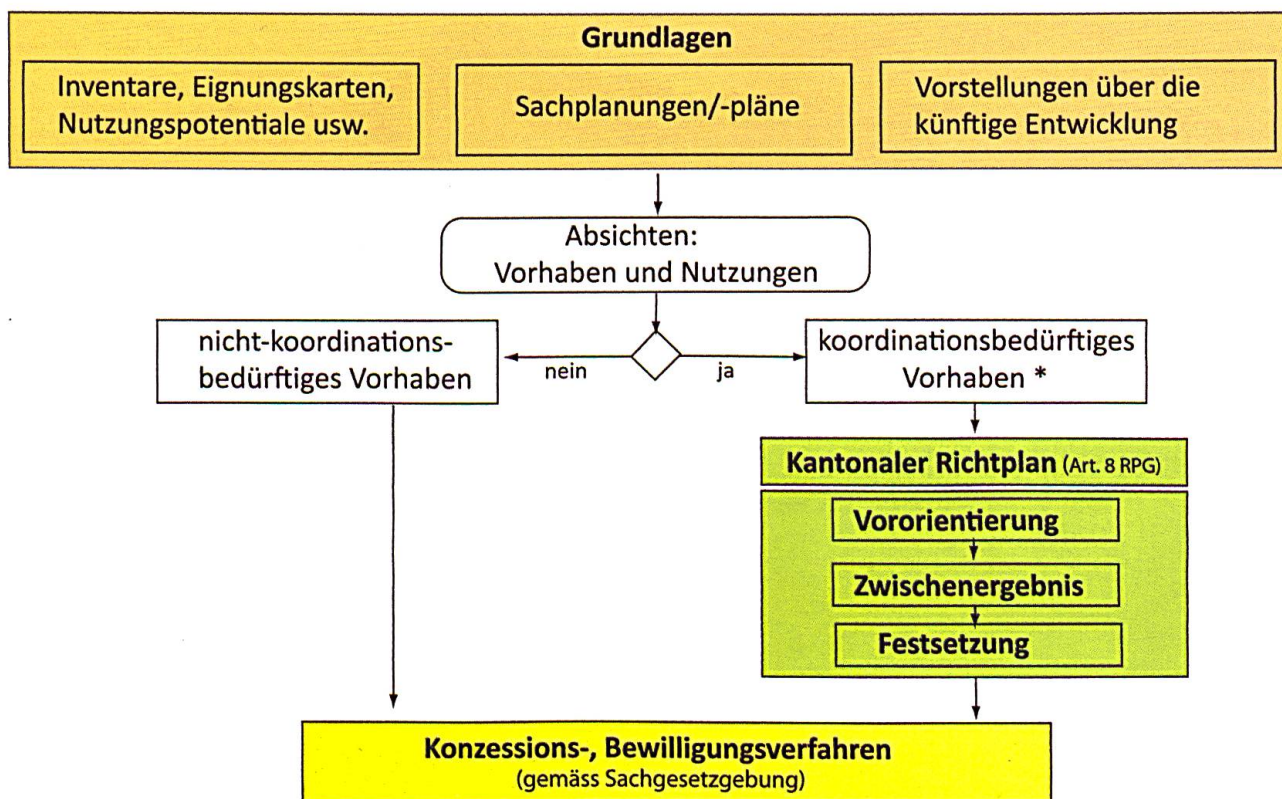 Grundlagen
Inventare, Eignungskarten,
Nutzungspotentiale usw.
Sachplanungen/-pläne
Vorstellungen über die
künftige Entwicklung
Absichten:
Vorhaben und Nutzungen
nicht-koordinations-
bedürftiges Vorhaben
nein
ja
koordinationsbedürftiges
Vorhaben *
Kantonaler Richtplan (Art. 8 RPG)
Vororientierung
Zwischenergebnis
Festsetzung
Konzessions-, Bewilligungsverfahren
(gemäss Sachgesetzgebung)